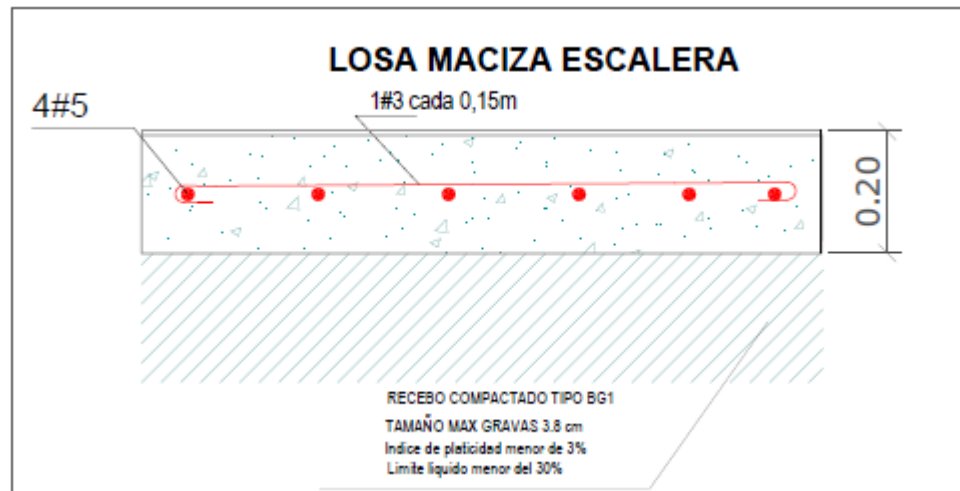 LOSA MACIZA ESCALERA
4#5
1#3 cada 0,15m
0.20
RECEBO COMPACTADO TIPO BG1
TAMAÑO MAX GRAVAS 3.8 cm
Indice de platicidad menor de 3%
Limite liquido menor del 30%